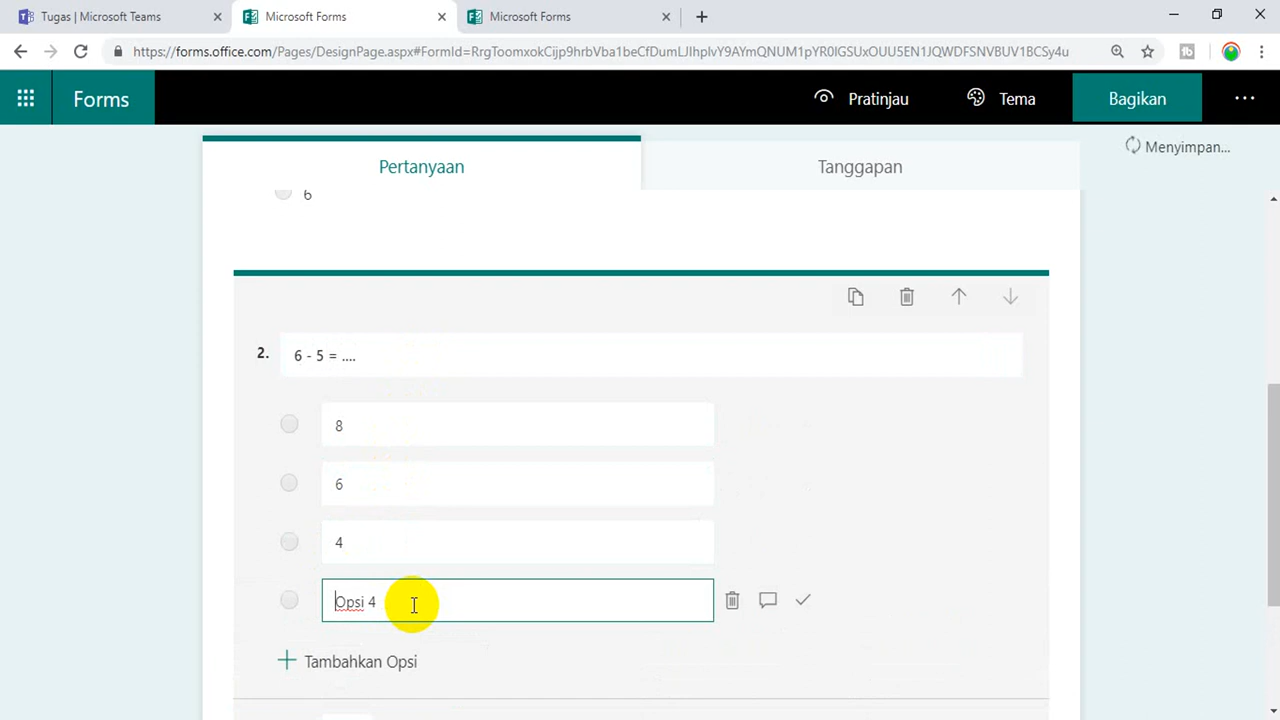 Tugas | Microsoft Teams
Microsoft Forms
Microsoft Forms
https://forms.office.com/Pages/DesignPage.aspx#FormId=RrgToomxokCijp9hrbVba1beCfDumLJIhplvY9AYmQNUM1pYR0lGSUxOUU5EN1JQWDFSNVBUV1BCSy4u
Forms
Pratinjau
Tema
Bagikan
Pertanyaan
Tanggapan
Menyimpan...
6
2.
6 - 5 = ....
8
6
4
Opsi 4
Tambahkan Opsi